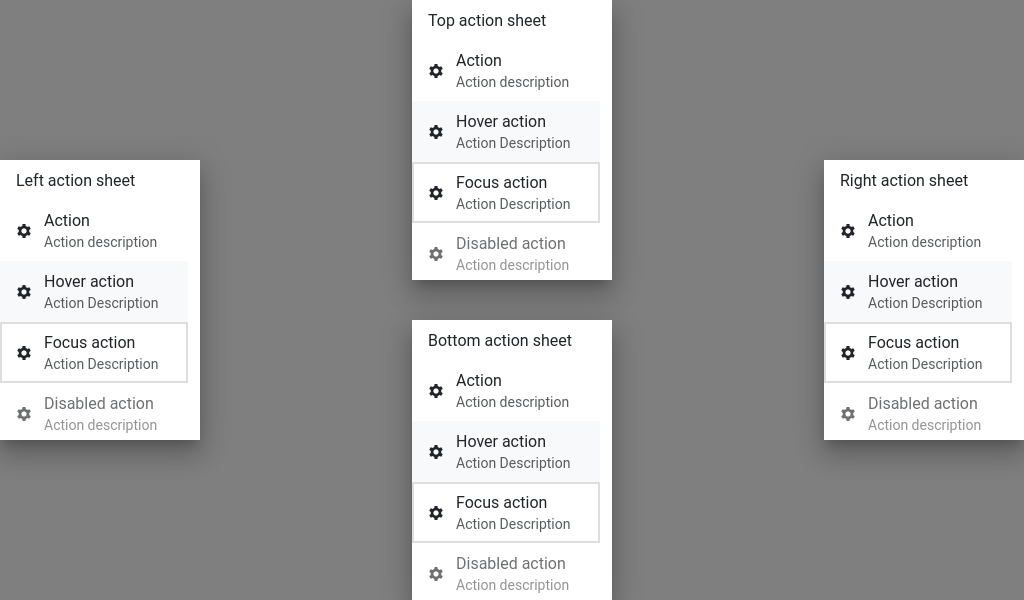 Top action sheet
Action
Action description
Hover action
Action Description
Focus action
Action Description
Disabled action
Action description
Left action sheet
Action
Action description
Hover action
Action Description
Focus action
Action Description
Disabled action
Action description
Right action sheet
Action
Action description
Hover action
Action Description
Focus action
Action Description
Disabled action
Action description
Bottom action sheet
Action
Action description
Hover action
Action Description
Focus action
Action Description
Disabled action
Action description